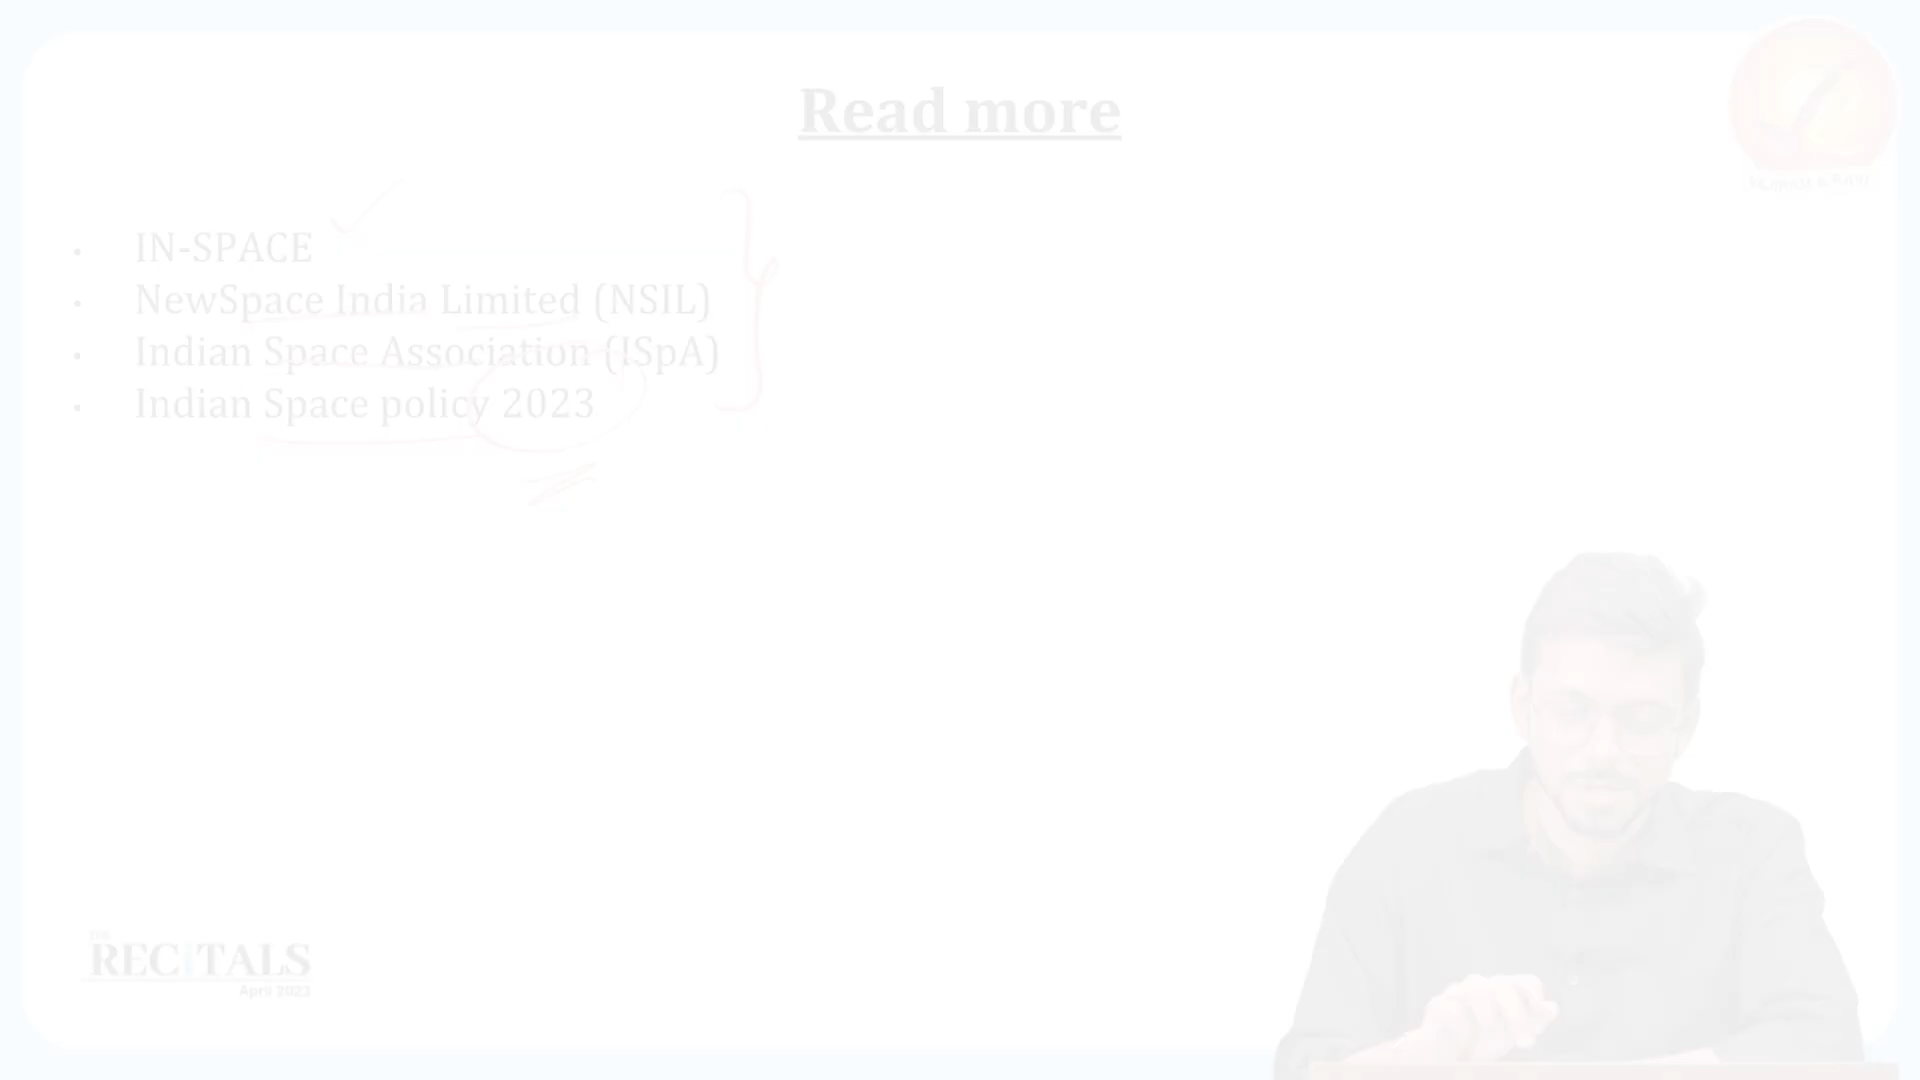 Read more
• IN-SPACE
• NewSpace India Limited (NSIL)
• Indian Space Association (ISpA)
• Indian Space policy 2023
THE
RECITALS
April 2023